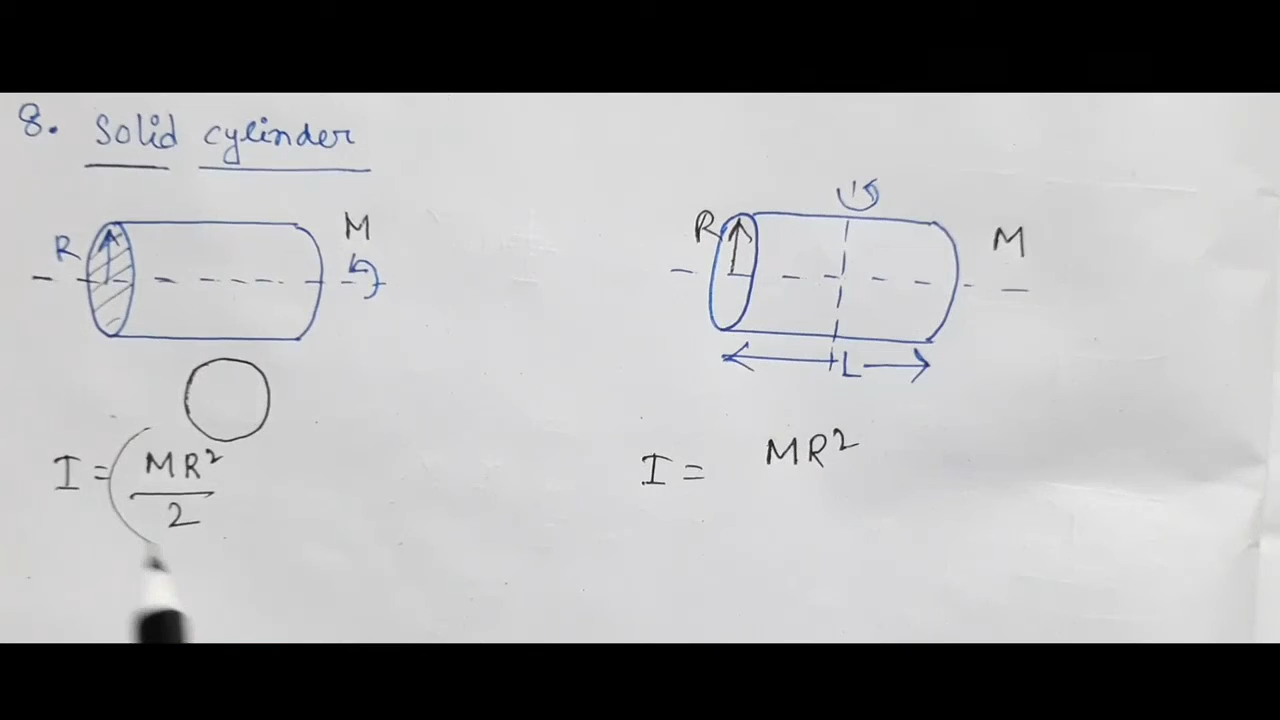 8. Solid cylinder
R
M
R
M
L
I = (MR²
2
I = MR²